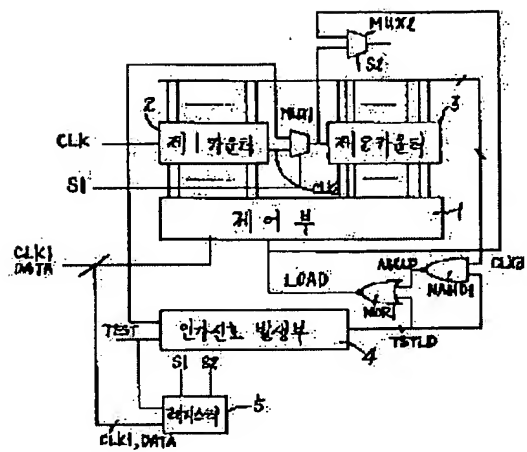 MUX2
S2
2
MUX1
3
CLK
제1카운터
제2카운터
S1
CLK2
제어부
1
CLK1
DATA
LOAD
NAND1
NOR1
TEST
인가신호 발생부
TSTLD
4
S1
S2
레지스터
5
CLK1, DATA